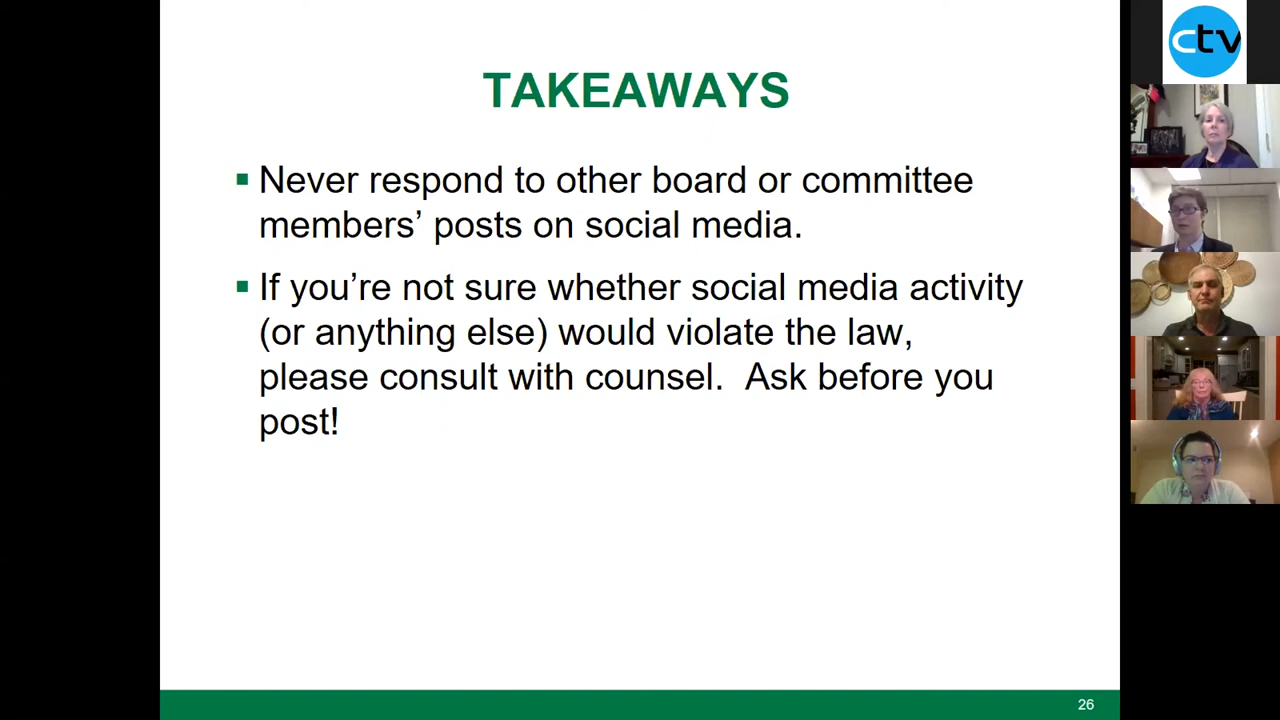 TAKEAWAYS
▪ Never respond to other board or committee
members’ posts on social media.
▪ If you’re not sure whether social media activity
(or anything else) would violate the law,
please consult with counsel.  Ask before you
post!
26
ctv